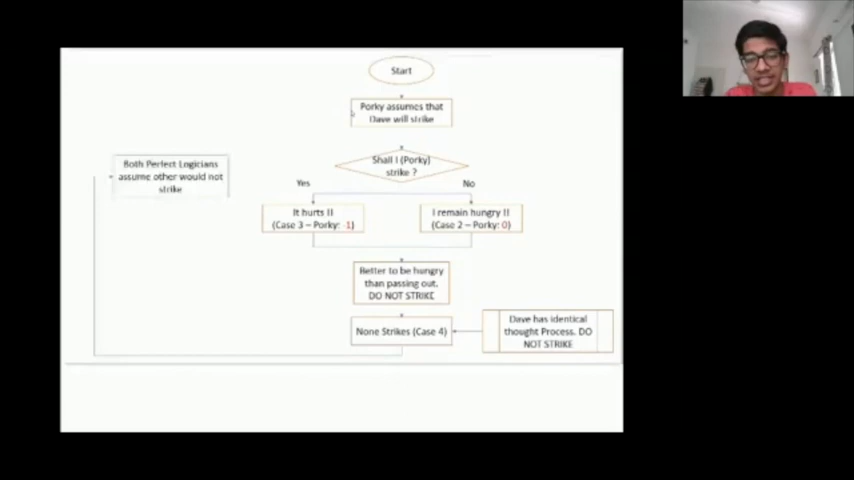 Start
Porky assumes that
Dave will strike
Shall I (Porky)
strike ?
Both Perfect Logicians
assume other would not
strike
Yes
No
It hurts !!
(Case 3 – Porky: -1)
I remain hungry !!
(Case 2 – Porky: 0)
Better to be hungry
than passing out.
DO NOT STRIKE
None Strikes (Case 4)
Dave has identical
thought Process. DO
NOT STRIKE